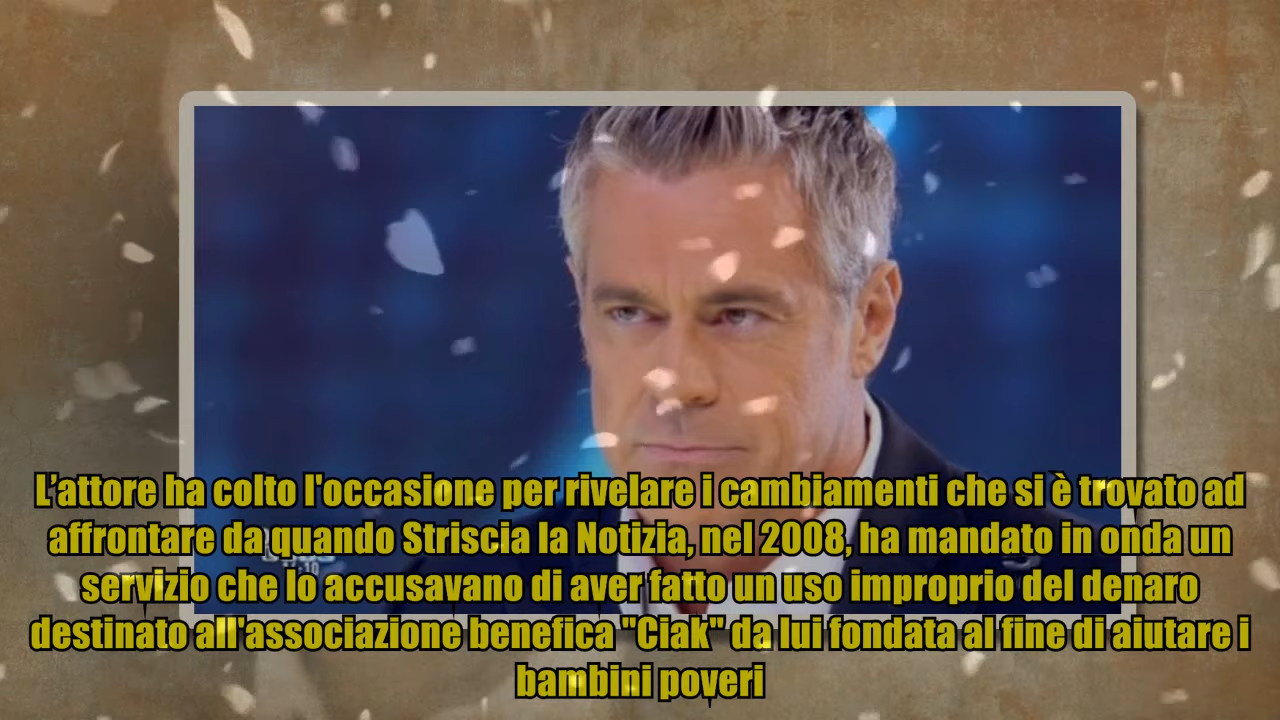 L’attore ha colto l'occasione per rivelare i cambiamenti che si è trovato ad
affrontare da quando Striscia la Notizia, nel 2008, ha mandato in onda un
servizio che lo accusavano di aver fatto un uso improprio del denaro
destinato all'associazione benefica "Ciak" da lui fondata al fine di aiutare i
bambini poveri